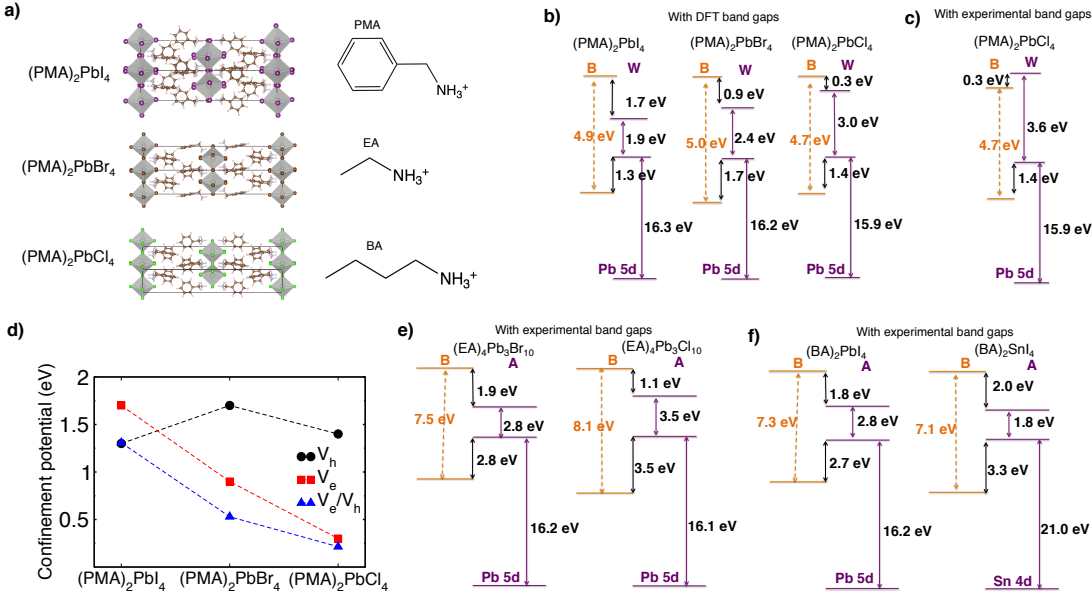 a)
(PMA)2PbI4
PMA
NH3+
(PMA)2PbBr4
EA
NH3+
(PMA)2PbCl4
BA
NH3+
b)
With DFT band gaps
(PMA)2PbI4
B
W
1.7 eV
4.9 eV
1.9 eV
1.3 eV
16.3 eV
Pb 5d
(PMA)2PbBr4
B
W
0.9 eV
5.0 eV
2.4 eV
1.7 eV
16.2 eV
Pb 5d
(PMA)2PbCl4
B
W
0.3 eV
3.0 eV
4.7 eV
1.4 eV
15.9 eV
Pb 5d
c)
With experimental band gaps
(PMA)2PbCl4
B
W
0.3 eV
3.6 eV
4.7 eV
1.4 eV
15.9 eV
Pb 5d
d)
Confinement potential (eV)
2
1.5
1
0.5
Vh
Ve
Ve/Vh
(PMA)2PbI4
(PMA)2PbBr4
(PMA)2PbCl4
e)
With experimental band gaps
(EA)4Pb3Br10
B
A
1.9 eV
7.5 eV
2.8 eV
2.8 eV
16.2 eV
Pb 5d
(EA)4Pb3Cl10
B
A
1.1 eV
3.5 eV
8.1 eV
3.5 eV
16.1 eV
Pb 5d
f)
With experimental band gaps
(BA)2PbI4
B
A
1.8 eV
7.3 eV
2.8 eV
2.7 eV
16.2 eV
Pb 5d
(BA)2SnI4
B
A
2.0 eV
7.1 eV
1.8 eV
3.3 eV
21.0 eV
Sn 4d